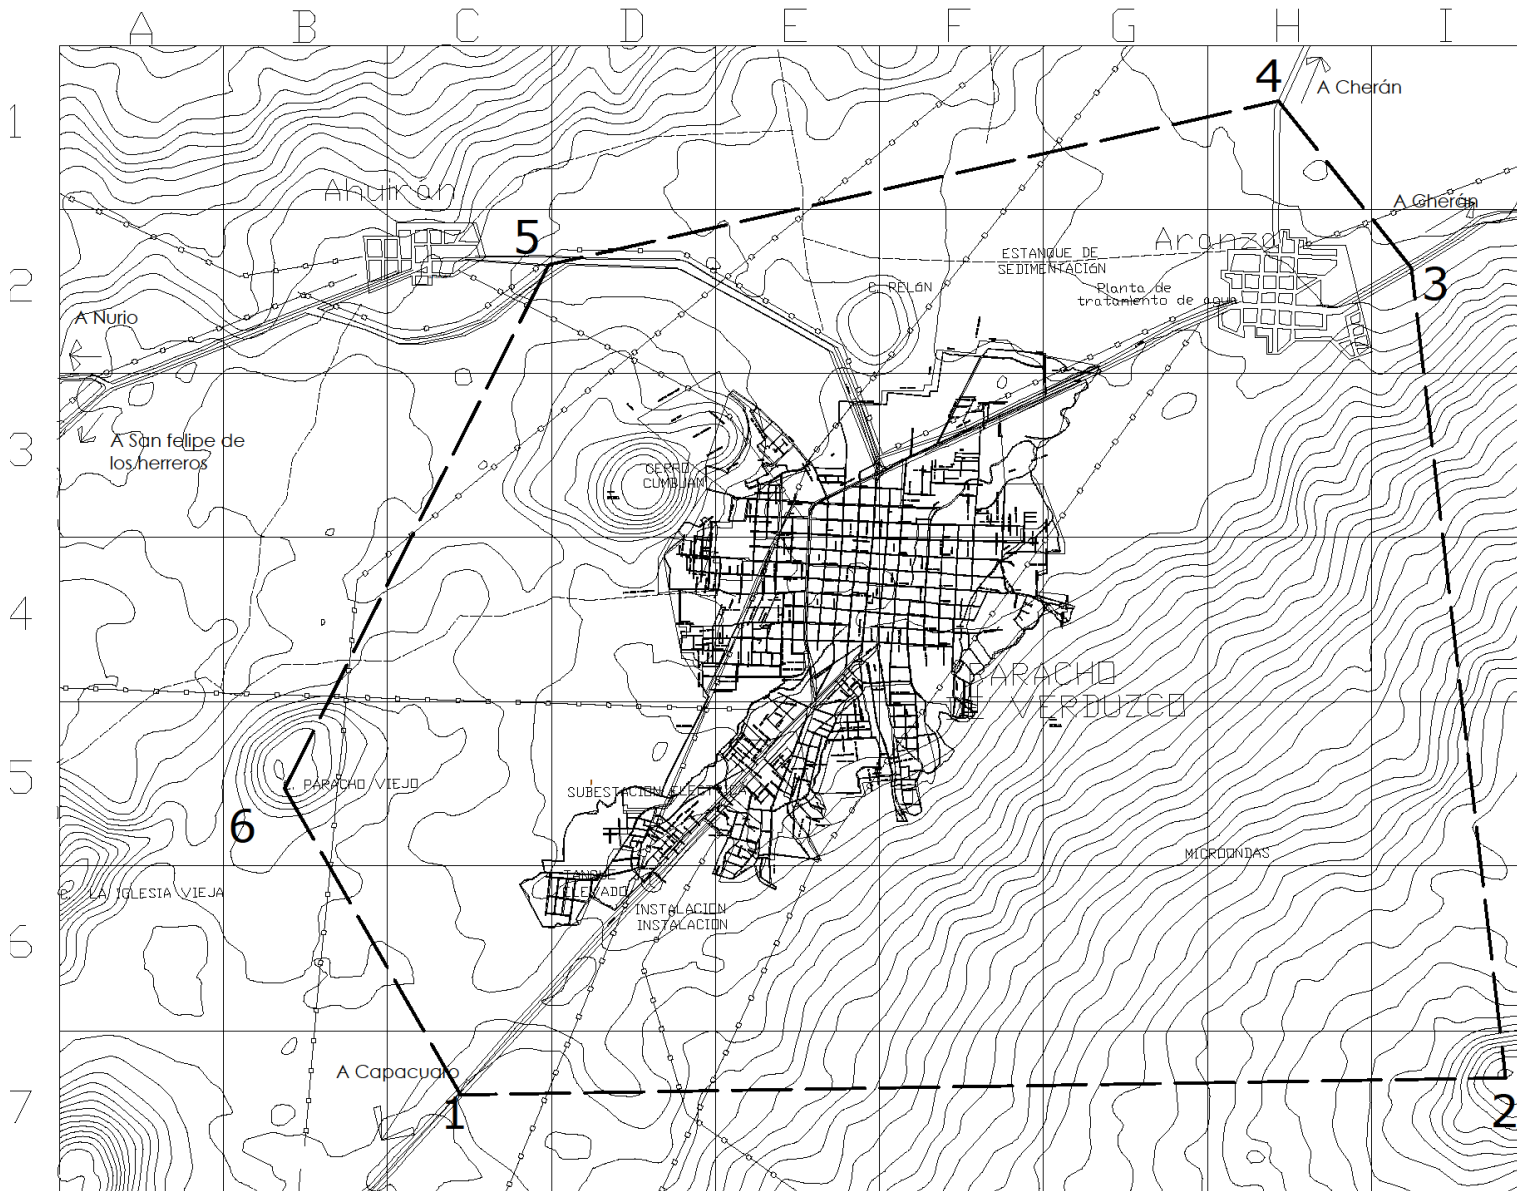 A B C D E F G H I
1
4
A Cherán
Ahuirán
A Cherán
5
Aranza
2
ESTANQUE DE
SEDIMENTACIÓN
3
C. PELÓN
Planta de
tratamiento de agua
A Nurio
3
A San felipe de
los herreros
CERRO
CUMBJAN
4
PARACHO
DE VERDUZCO
5
C. PARACHO VIEJO
SUBESTACION ELECTRICA
6
MICROONDAS
C. LA IGLESIA VIEJA
TANQUE
ELEVADO
INSTALACION
INSTALACION
6
A Capacuaro
7
1
2